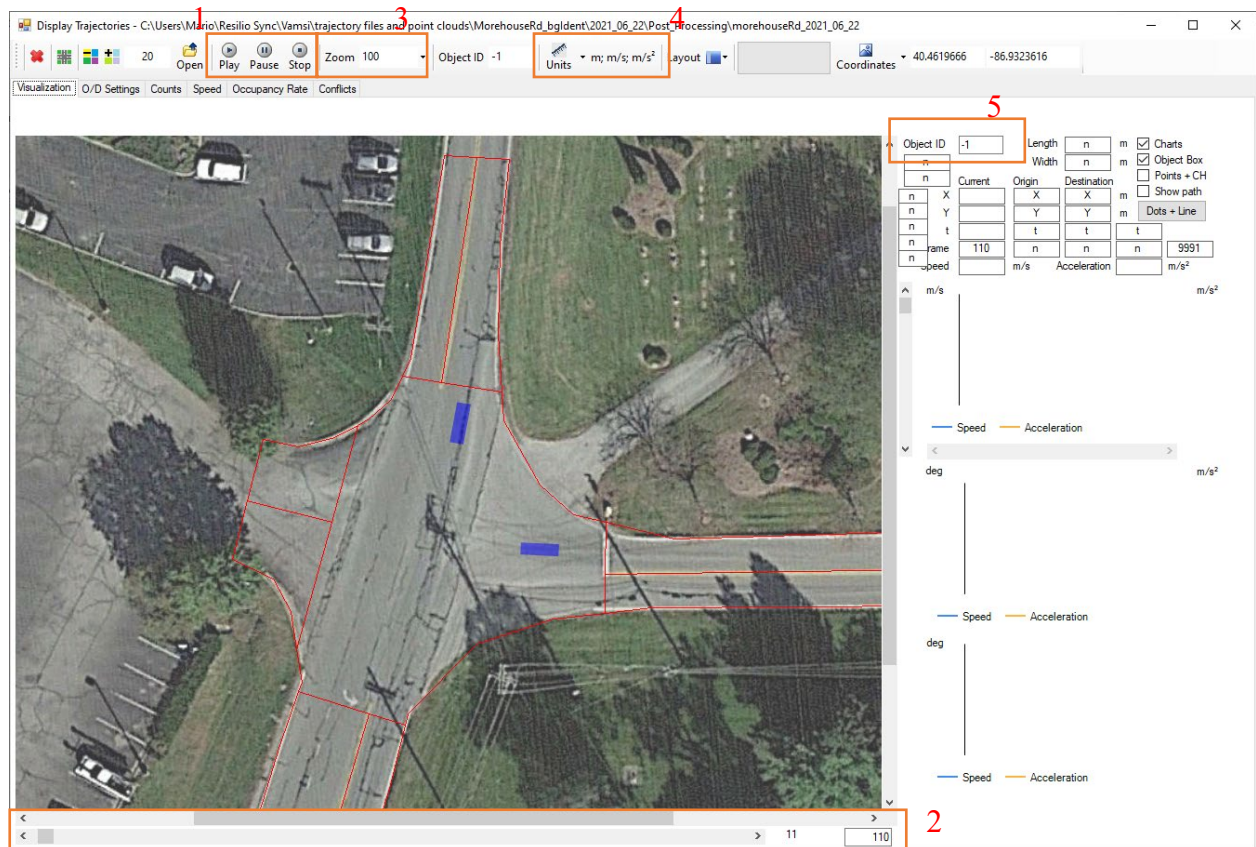 1 3 4
Display Trajectories - C:\Users\Mario\Resilio Sync\Vamsi\trajectory files and point clouds\MorehouseRd_bgIdent\2021_06_22\Post_Processing\morehouseRd_2021_06_22
20 Open Play Pause Stop Zoom 100 Object ID -1 Units m; m/s; m/s² Layout Coordinates 40.4619666 -86.9323616
Visualization O/D Settings Counts Speed Occupancy Rate Conflicts
5
Object ID -1 Length n m Charts
n Width n m Object Box
n Points + CH
Current Origin Destination Show path
n X X X m
n Y Y Y m Dots + Line
n t t t t
n rame 110 n n n 9991
n Speed m/s Acceleration m/s²
m/s m/s²
Speed Acceleration
deg m/s²
Speed Acceleration
deg
Speed Acceleration
11 110 2